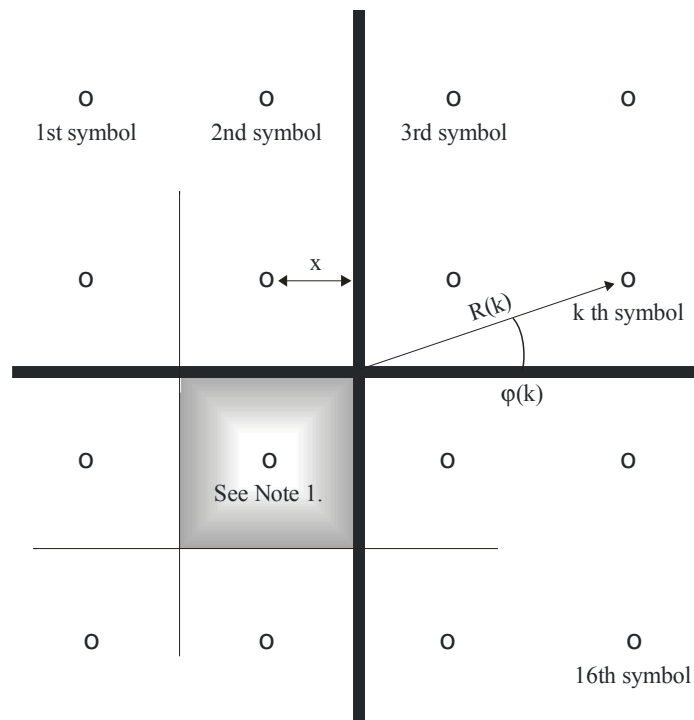 1st symbol
2nd symbol
3rd symbol
x
R(k)
k th symbol
φ(k)
See Note 1.
16th symbol